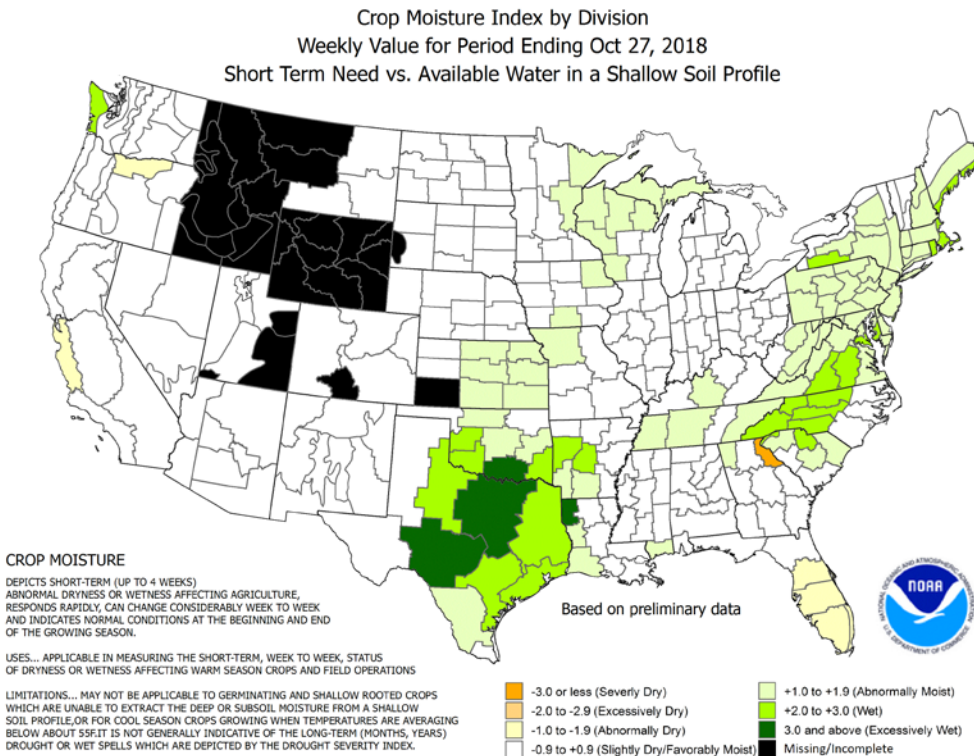 Crop Moisture Index by Division
Weekly Value for Period Ending Oct 27, 2018
Short Term Need vs. Available Water in a Shallow Soil Profile
CROP MOISTURE
DEPICTS SHORT-TERM (UP TO 4 WEEKS)
ABNORMAL DRYNESS OR WETNESS AFFECTING AGRICULTURE,
RESPONDS RAPIDLY, CAN CHANGE CONSIDERABLY WEEK TO WEEK
AND INDICATES NORMAL CONDITIONS AT THE BEGINNING AND END
OF THE GROWING SEASON.
USES... APPLICABLE IN MEASURING THE SHORT-TERM, WEEK TO WEEK, STATUS
OF DRYNESS OR WETNESS AFFECTING WARM SEASON CROPS AND FIELD OPERATIONS
LIMITATIONS... MAY NOT BE APPLICABLE TO GERMINATING AND SHALLOW ROOTED CROPS
WHICH ARE UNABLE TO EXTRACT THE DEEP OR SUBSOIL MOISTURE FROM A SHALLOW
SOIL PROFILE,OR FOR COOL SEASON CROPS GROWING WHEN TEMPERATURES ARE AVERAGING
BELOW ABOUT 55F.IT IS NOT GENERALLY INDICATIVE OF THE LONG-TERM (MONTHS, YEARS)
DROUGHT OR WET SPELLS WHICH ARE DEPICTED BY THE DROUGHT SEVERITY INDEX.
Based on preliminary data
NATIONAL OCEANIC AND ATMOSPHERIC ADMINISTRATION
NOAA
U.S. DEPARTMENT OF COMMERCE
-3.0 or less (Severly Dry)
-2.0 to -2.9 (Excessively Dry)
-1.0 to -1.9 (Abnormally Dry)
-0.9 to +0.9 (Slightly Dry/Favorably Moist)
+1.0 to +1.9 (Abnormally Moist)
+2.0 to +3.0 (Wet)
3.0 and above (Excessively Wet)
Missing/Incomplete